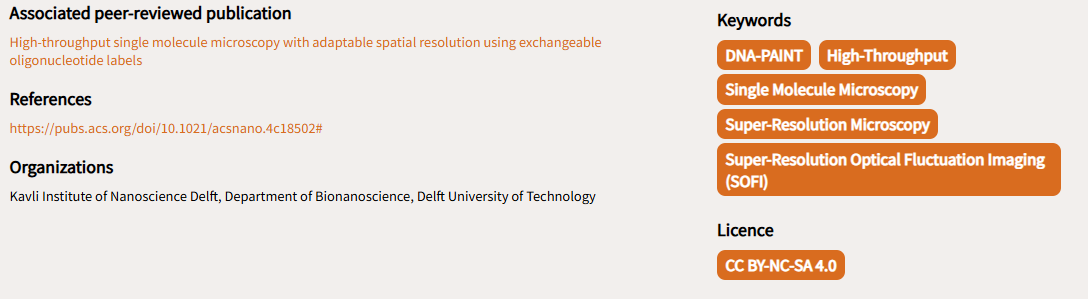 Associated peer-reviewed publication
High-throughput single molecule microscopy with adaptable spatial resolution using exchangeable
oligonucleotide labels
References
https://pubs.acs.org/doi/10.1021/acsnano.4c18502#
Organizations
Kavli Institute of Nanoscience Delft, Department of Bionanoscience, Delft University of Technology
Keywords
DNA-PAINT High-Throughput
Single Molecule Microscopy
Super-Resolution Microscopy
Super-Resolution Optical Fluctuation Imaging
(SOFI)
Licence
CC BY-NC-SA 4.0